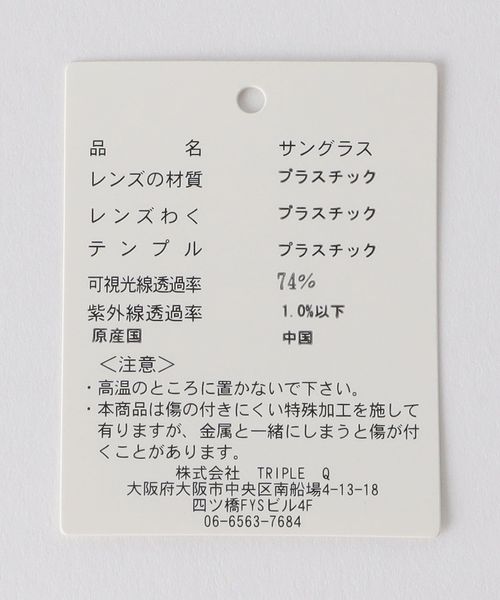 品名 サングラス
レンズの材質 プラスチック
レンズわく プラスチック
テンプル プラスチック
可視光線透過率 74%
紫外線透過率 1.0%以下
原産国 中国
＜注意＞
・高温のところに置かないで下さい。
・本商品は傷の付きにくい特殊加工を施して
有りますが、金属と一緒にしまうと傷が付
くことがあります。
株式会社 TRIPLE Q
大阪府大阪市中央区南船場4-13-18
四ツ橋FYSビル4F
06-6563-7684